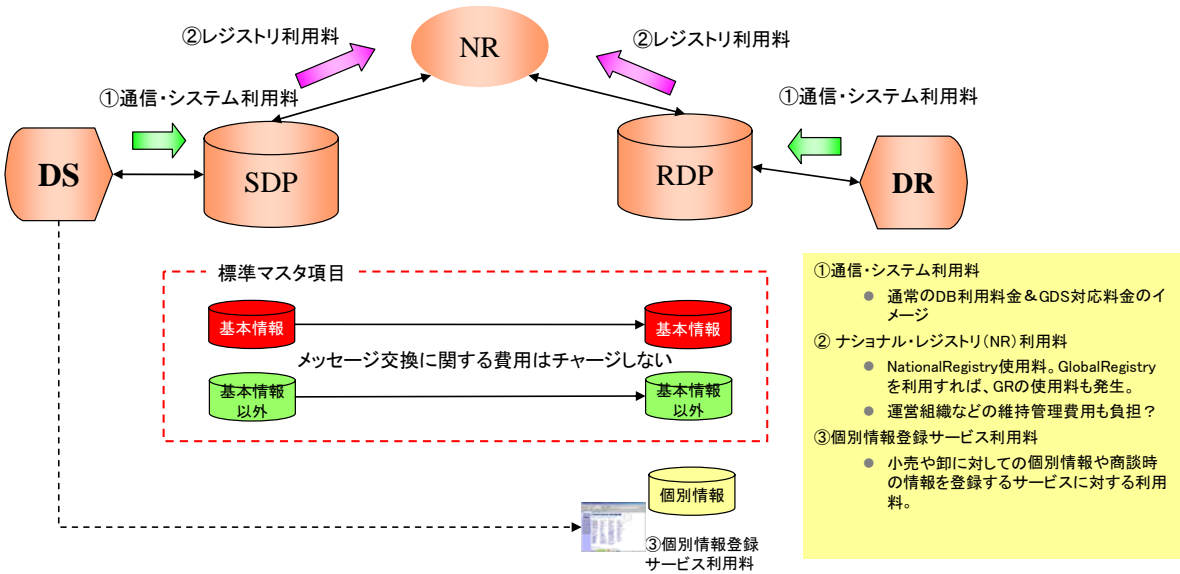 ②レジストリ利用料
NR
②レジストリ利用料
①通信・システム利用料
①通信・システム利用料
DS
SDP
RDP
DR
標準マスタ項目
基本情報
基本情報
メッセージ交換に関する費用はチャージしない
基本情報
以外
基本情報
以外
個別情報
③個別情報登録
サービス利用料
①通信・システム利用料
● 通常のDB利用料金＆GDS対応料金のイ
メージ
② ナショナル・レジストリ（NR）利用料
● NationalRegistry使用料。GlobalRegistry
を利用すれば、GRの使用料も発生。
● 運営組織などの維持管理費用も負担？
③個別情報登録サービス利用料
● 小売や卸に対しての個別情報や商談時
の情報を登録するサービスに対する利用
料。